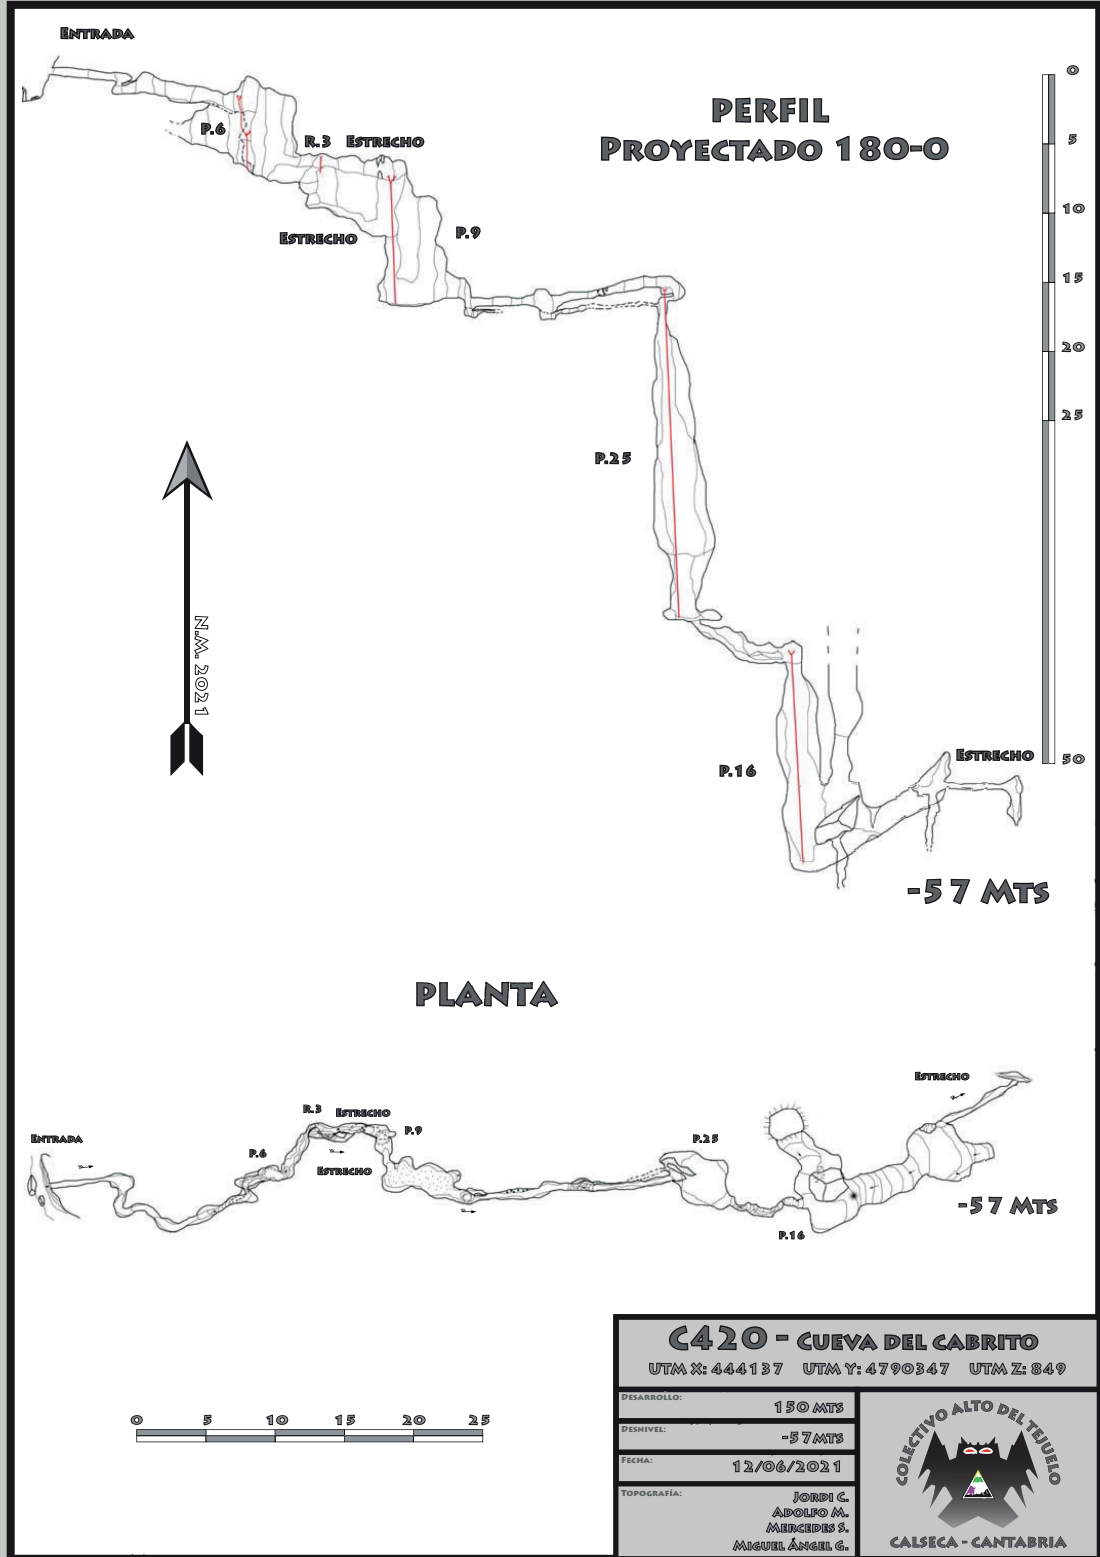 Entrada
PERFIL
Proyectado 180-0
0
5
10
15
20
25
50
P.6
R.3 Estrecho
Estrecho
P.9
P.25
N.M. 2021
P.16
Estrecho
-57 Mts
PLANTA
Entrada
P.6
R.3
Estrecho
P.9
Estrecho
P.25
P.16
Estrecho
-57 Mts
0 5 10 15 20 25
C420 - Cueva del Cabrito
UTM X: 444137 UTM Y: 4790347 UTM Z: 849
Desarrollo:
150 mts
Desnivel:
-57mts
Fecha:
12/06/2021
Topografía:
Jordi C.
Adolfo M.
Mercedes S.
Miguel Ángel G.
COLECTIVO ALTO DEL TEJUELO
CALSECA - CANTABRIA